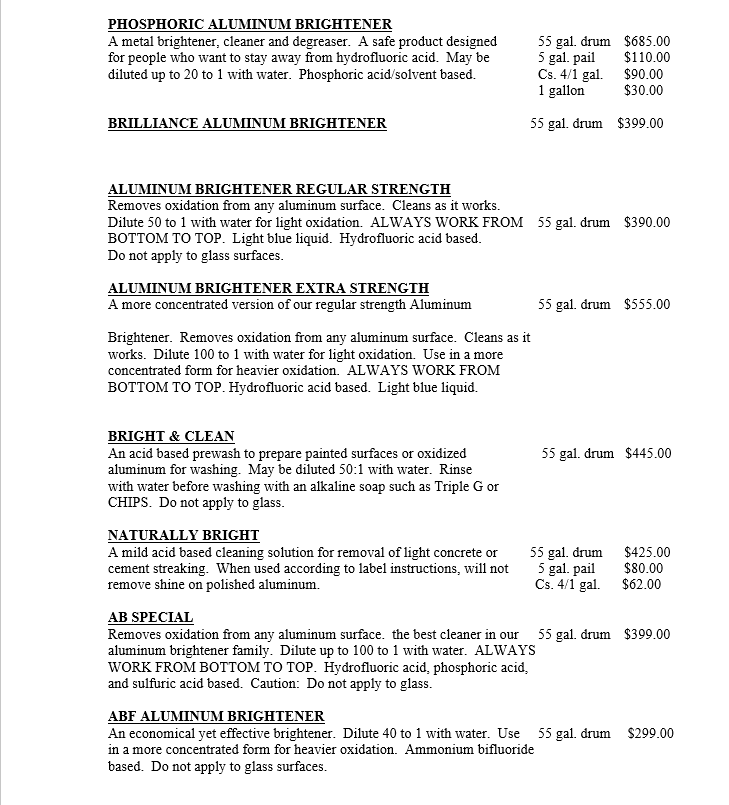 PHOSPHORIC ALUMINUM BRIGHTENER
A metal brightener, cleaner and degreaser.  A safe product designed 55 gal. drum $685.00
for people who want to stay away from hydrofluoric acid.  May be 5 gal. pail $110.00
diluted up to 20 to 1 with water.  Phosphoric acid/solvent based. Cs. 4/1 gal. $90.00
1 gallon $30.00
BRILLIANCE ALUMINUM BRIGHTENER 55 gal. drum $399.00
ALUMINUM BRIGHTENER REGULAR STRENGTH
Removes oxidation from any aluminum surface.  Cleans as it works.
Dilute 50 to 1 with water for light oxidation.  ALWAYS WORK FROM 55 gal. drum $390.00
BOTTOM TO TOP.  Light blue liquid.  Hydrofluoric acid based.
Do not apply to glass surfaces.
ALUMINUM BRIGHTENER EXTRA STRENGTH
A more concentrated version of our regular strength Aluminum 55 gal. drum $555.00
Brightener.  Removes oxidation from any aluminum surface.  Cleans as it
works.  Dilute 100 to 1 with water for light oxidation.  Use in a more
concentrated form for heavier oxidation.  ALWAYS WORK FROM
BOTTOM TO TOP. Hydrofluoric acid based.  Light blue liquid.
BRIGHT & CLEAN
An acid based prewash to prepare painted surfaces or oxidized 55 gal. drum $445.00
aluminum for washing.  May be diluted 50:1 with water.  Rinse
with water before washing with an alkaline soap such as Triple G or
CHIPS.  Do not apply to glass.
NATURALLY BRIGHT
A mild acid based cleaning solution for removal of light concrete or 55 gal. drum $425.00
cement streaking.  When used according to label instructions, will not 5 gal. pail $80.00
remove shine on polished aluminum. Cs. 4/1 gal. $62.00
AB SPECIAL
Removes oxidation from any aluminum surface.  the best cleaner in our 55 gal. drum $399.00
aluminum brightener family.  Dilute up to 100 to 1 with water.  ALWAYS
WORK FROM BOTTOM TO TOP.  Hydrofluoric acid, phosphoric acid,
and sulfuric acid based.  Caution:  Do not apply to glass.
ABF ALUMINUM BRIGHTENER
An economical yet effective brightener.  Dilute 40 to 1 with water.  Use 55 gal. drum $299.00
in a more concentrated form for heavier oxidation.  Ammonium bifluoride
based.  Do not apply to glass surfaces.